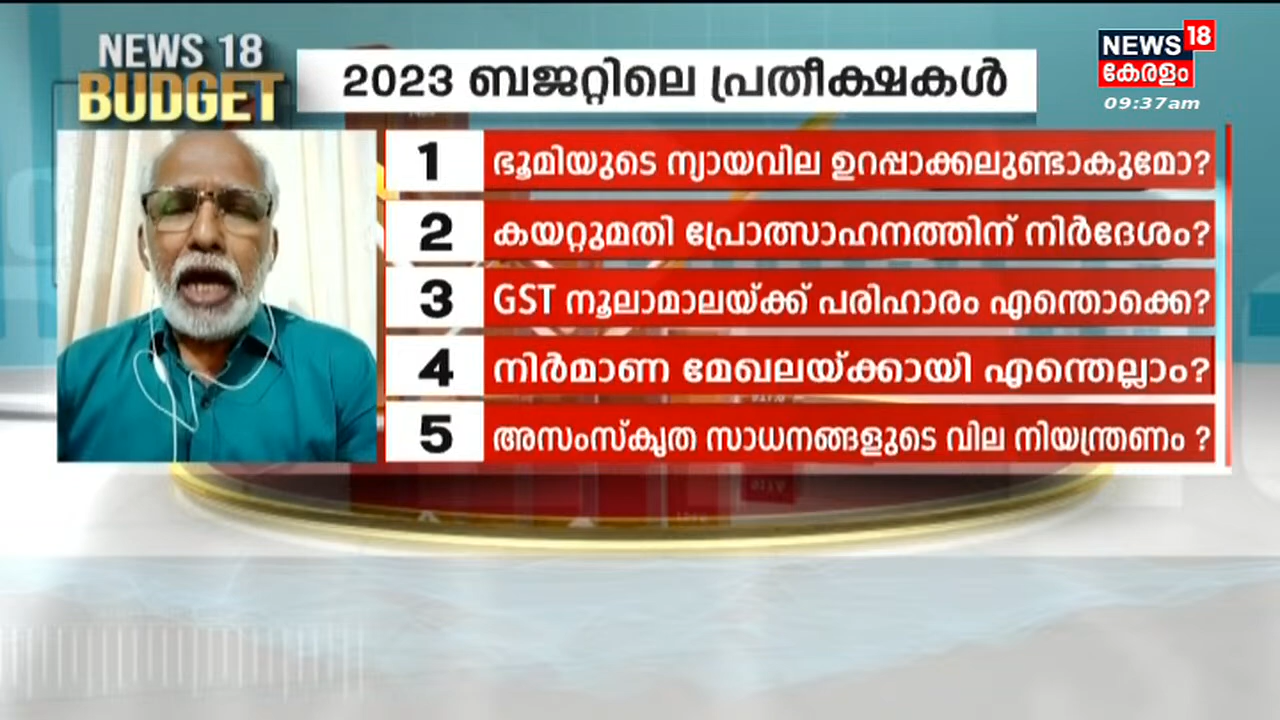 NEWS 18
BUDGET
2023 ബജറ്റിലെ പ്രതീക്ഷകൾ
NEWS 18
കേരളം
09:37am
1 ഭൂമിയുടെ ന്യായവില ഉറപ്പാക്കലുണ്ടാകുമോ?
2 കയറ്റുമതി പ്രോത്സാഹനത്തിന് നിർദേശം?
3 GST നൂലാമാലയ്ക്ക് പരിഹാരം എന്തൊക്കെ?
4 നിർമാണ മേഖലയ്ക്കായി എന്തെല്ലാം?
5 അസംസ്കൃത സാധനങ്ങളുടെ വില നിയന്ത്രണം ?